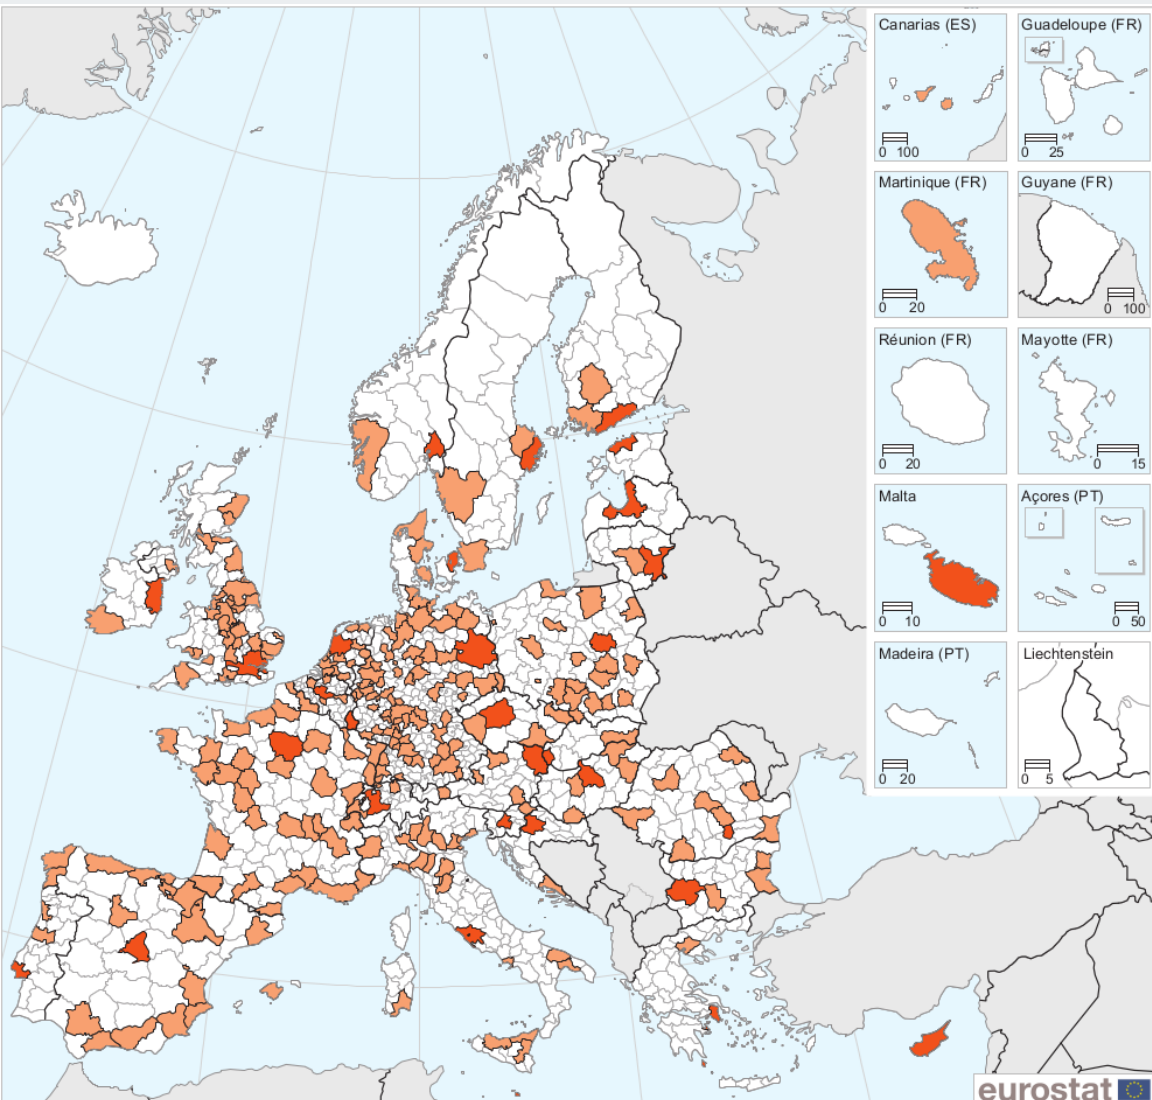 Canarias (ES)
0 100
Guadeloupe (FR)
0 25
Martinique (FR)
0 20
Guyane (FR)
0 100
Réunion (FR)
0 20
Mayotte (FR)
0 15
Malta
0 10
Açores (PT)
0 50
Madeira (PT)
0 20
Liechtenstein
0 5
eurostat